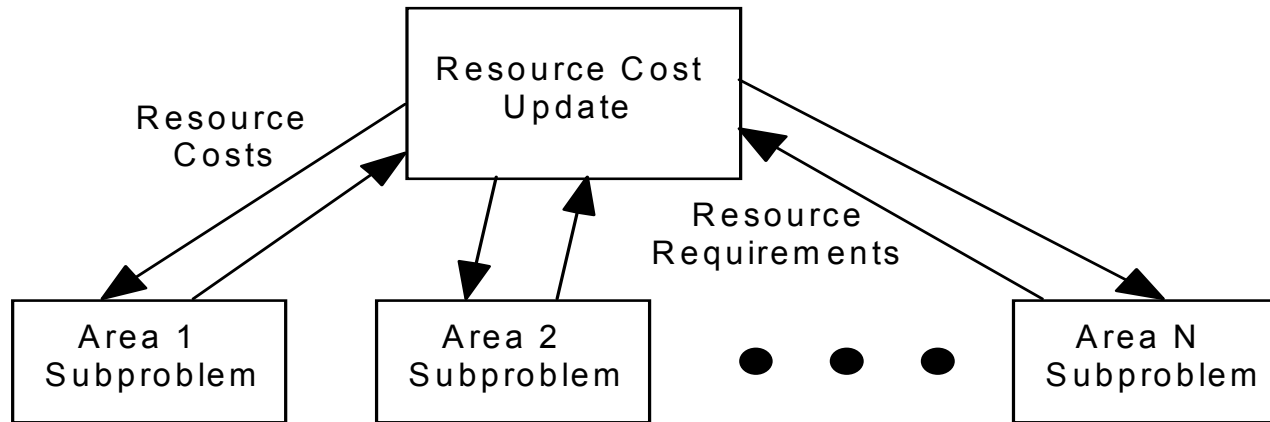 Resource Cost
Update
Resource
Costs
Resource
Requirements
Area 1
Subproblem
Area 2
Subproblem
Area N
Subproblem